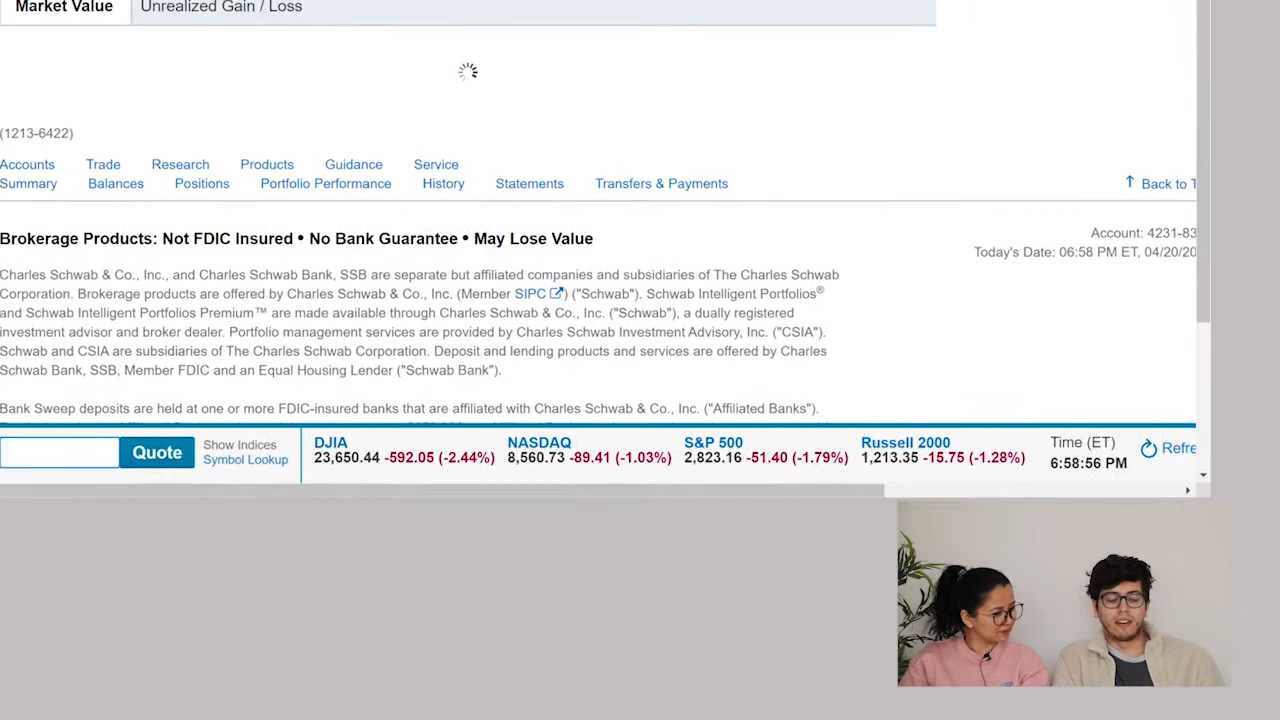 Market Value Unrealized Gain / Loss
(1213-6422)
Accounts Trade Research Products Guidance Service
Summary Balances Positions Portfolio Performance History Statements Transfers & Payments Back to T
Brokerage Products: Not FDIC Insured • No Bank Guarantee • May Lose Value
Account: 4231-83
Today's Date: 06:58 PM ET, 04/20/20
Charles Schwab & Co., Inc., and Charles Schwab Bank, SSB are separate but affiliated companies and subsidiaries of The Charles Schwab
Corporation. Brokerage products are offered by Charles Schwab & Co., Inc. (Member SIPC) ("Schwab"). Schwab Intelligent Portfolios®
and Schwab Intelligent Portfolios Premium™ are made available through Charles Schwab & Co., Inc. ("Schwab"), a dually registered
investment advisor and broker dealer. Portfolio management services are provided by Charles Schwab Investment Advisory, Inc. ("CSIA").
Schwab and CSIA are subsidiaries of The Charles Schwab Corporation. Deposit and lending products and services are offered by Charles
Schwab Bank, SSB, Member FDIC and an Equal Housing Lender ("Schwab Bank").
Bank Sweep deposits are held at one or more FDIC-insured banks that are affiliated with Charles Schwab & Co., Inc. ("Affiliated Banks").
Quote
Show Indices
Symbol Lookup
DJIA
23,650.44 -592.05 (-2.44%)
NASDAQ
8,560.73 -89.41 (-1.03%)
S&P 500
2,823.16 -51.40 (-1.79%)
Russell 2000
1,213.35 -15.75 (-1.28%)
Time (ET)
6:58:56 PM
Refre